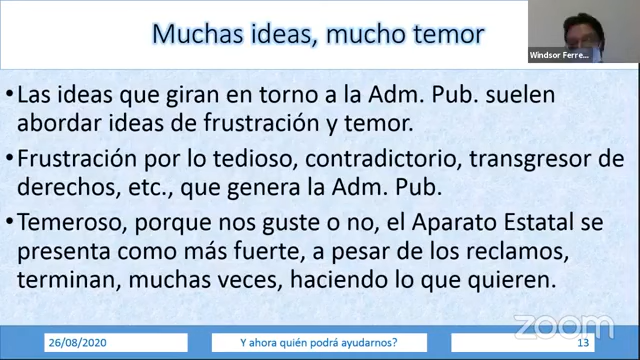 Muchas ideas, mucho temor
Windsor Ferre...
•Las ideas que giran en torno a la Adm. Pub. suelen
abordar ideas de frustración y temor.
•Frustración por lo tedioso, contradictorio, transgresor de
derechos, etc., que genera la Adm. Pub.
•Temeroso, porque nos guste o no, el Aparato Estatal se
presenta como más fuerte, a pesar de los reclamos,
terminan, muchas veces, haciendo lo que quieren.
zoom
26/08/2020
Y ahora quién podrá ayudarnos?
13